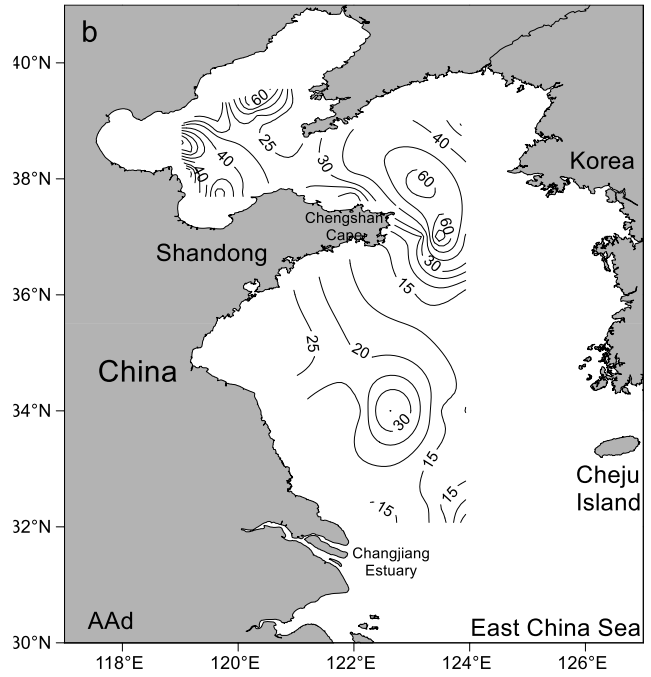 b
40°N
60
25
40
40
30
40
60
Korea
38°N
Chengshan
Cape
60
Shandong
30
15
36°N
25
20
China
34°N
30
15
Cheju
Island
15
15
32°N
Changjiang
Estuary
AAd
East China Sea
30°N
118°E
120°E
122°E
124°E
126°E